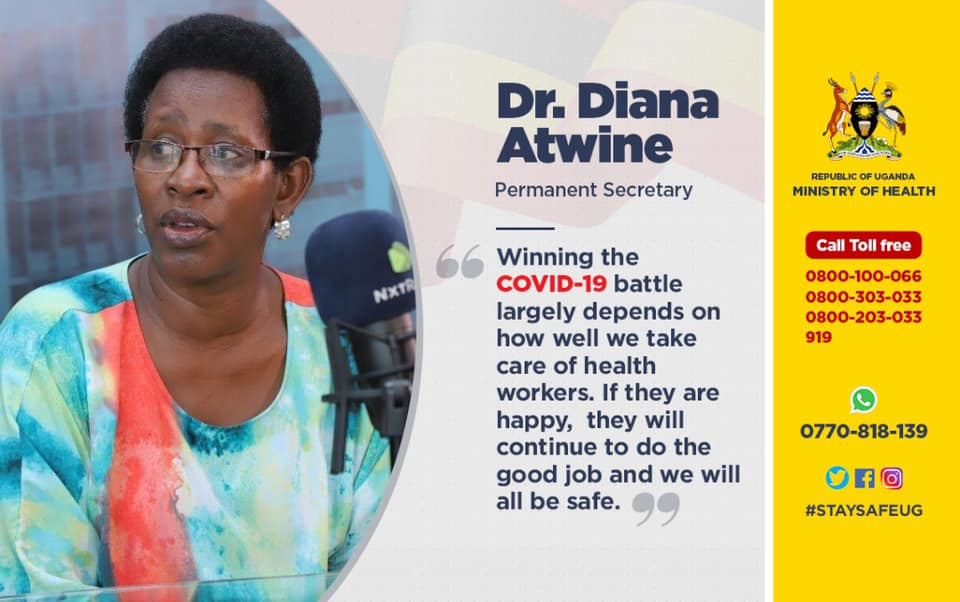 Dr. Diana
Atwine
Permanent Secretary
Winning the
COVID-19 battle
largely depends on
how well we take
care of health
workers. If they are
happy, they will
continue to do the
good job and we will
all be safe.
REPUBLIC OF UGANDA
MINISTRY OF HEALTH
Call Toll free
0800-100-066
0800-303-033
0800-203-033
919
0770-818-139
#STAYSAFEUG